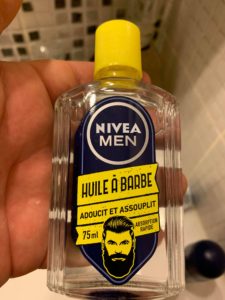 NIVEA
MEN
HUILE À BARBE
ADOUCIT ET ASSOUPLIT
75ml
ABSORPTION
RAPIDE